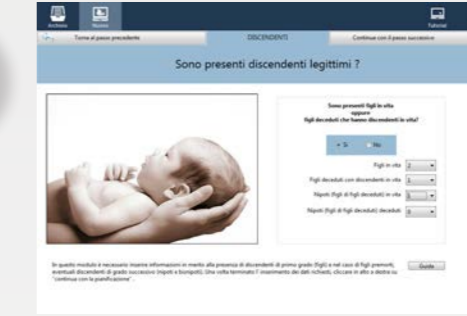 Archivio
Nuovo
Tutorial
Torna al passo precedente
DISCENDENTI
Continua con il passo successivo
Sono presenti discendenti legittimi ?
Sono presenti figli in vita
oppure
figli deceduti che hanno discendenti in vita?
Si
No
Figli in vita 2
Figli deceduti con discendenti in vita 1
Nipoti (figli di figli deceduti) in vita
Nipoti (figli di figli deceduti) deceduti 0
In questo modulo è necessario inserire informazioni in merito alla presenza di discendenti di primo grado (figli) e nel caso di figli premorti,
eventuali discendenti di grado successivo (nipoti e bisnipoti). Una volta terminato l' inserimento dei dati richiesti, cliccare in alto a destra su
"continua con la pianificazione" .
Guida